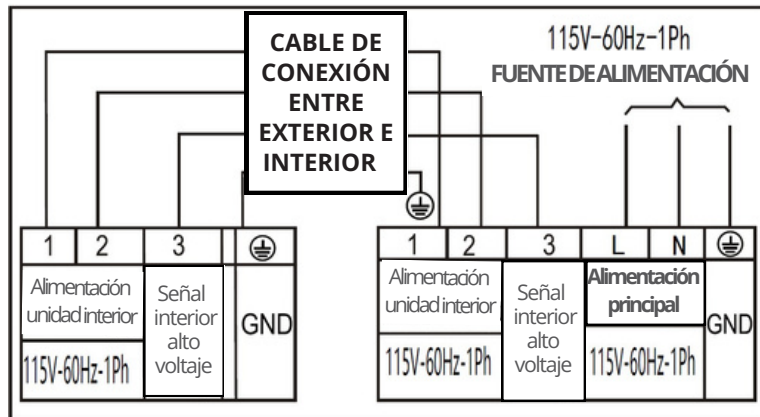 CABLE DE
CONEXIÓN
ENTRE
EXTERIOR E
INTERIOR
115V-60Hz-1Ph
FUENTE DE ALIMENTACIÓN
1 2 3
Alimentación
unidad interior
115V-60Hz-1Ph
Señal
interior
alto
voltaje
GND
1 2 3 L N
Alimentación
unidad interior
115V-60Hz-1Ph
Señal
interior
alto
voltaje
Alimentación
principal
115V-60Hz-1Ph
GND